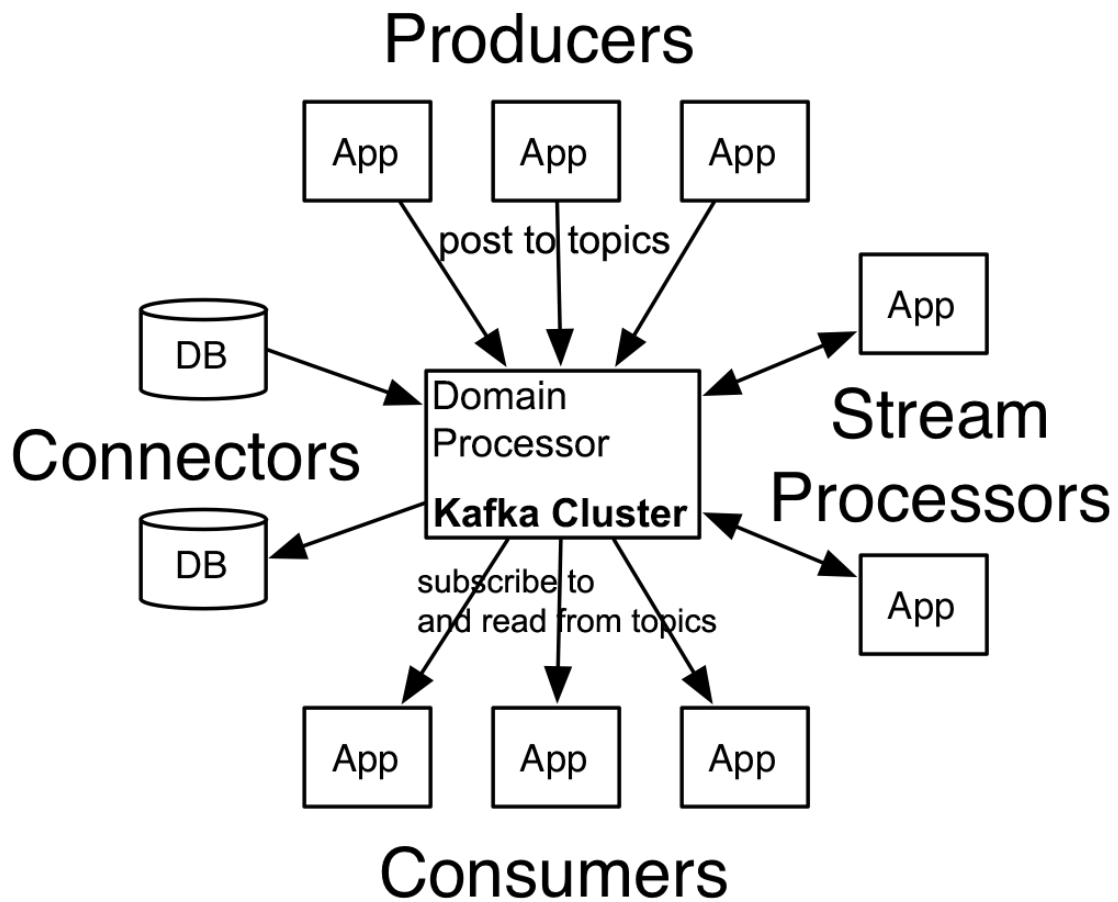 Producers
App
App
App
post to topics
App
DB
Domain
Processor
Stream
Processors
Connectors
Kafka Cluster
DB
App
subscribe to
and read from topics
App
App
App
Consumers